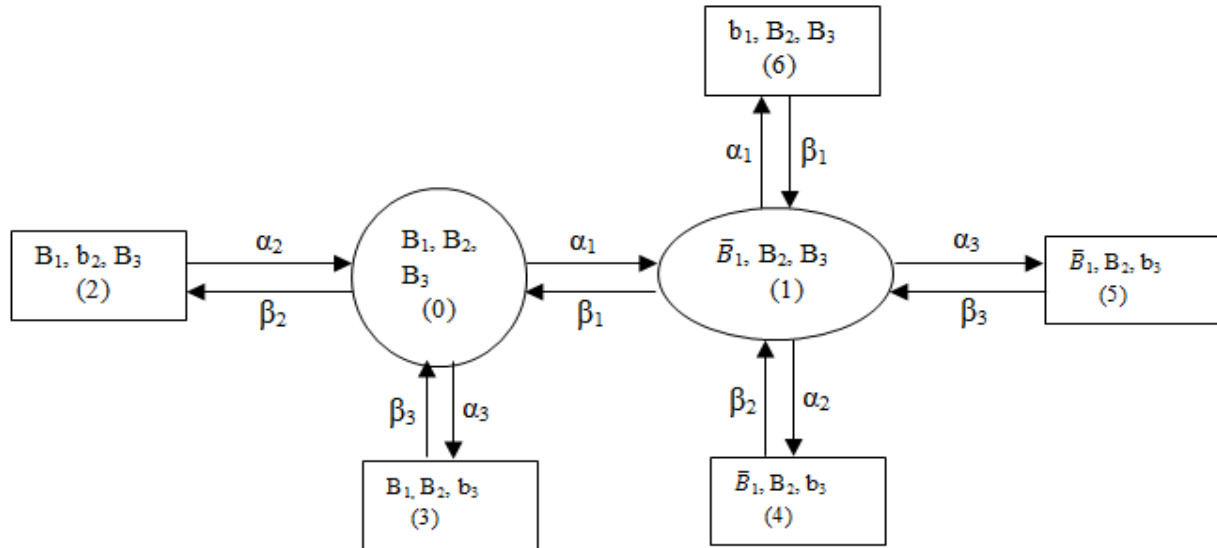 b₁, B₂, B₃
(6)
α₁
β₁
B₁, b₂, B₃
(2)
α₂
β₂
B₁, B₂,
B₃
(0)
α₁
β₁
B̄₁, B₂, B₃
(1)
α₃
β₃
B̄₁, B₂, b₃
(5)
β₃
α₃
β₂
α₂
B₁, B₂, b₃
(3)
B̄₁, B₂, b₃
(4)